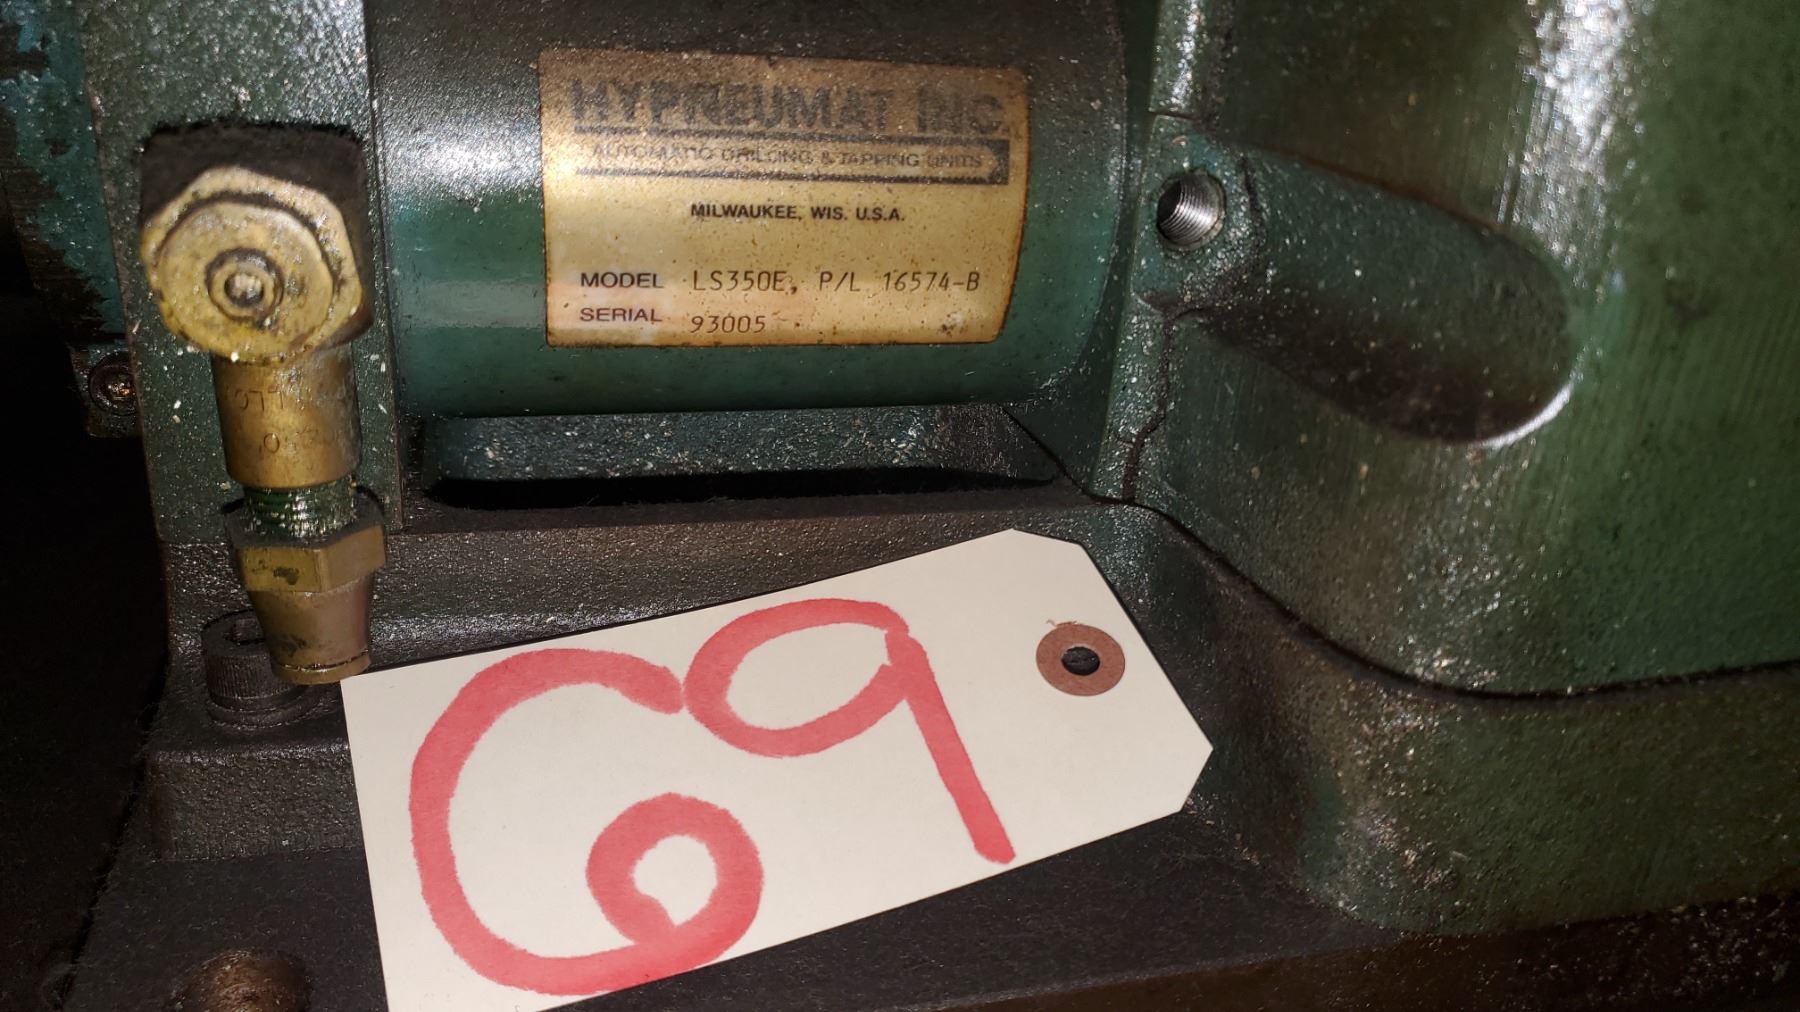 HYPNEUMAT INC.
AUTOMATIC DRILLING & TAPPING UNITS
MILWAUKEE, WIS. U.S.A.
MODEL LS350E, P/L 16574-B
SERIAL 93005
69